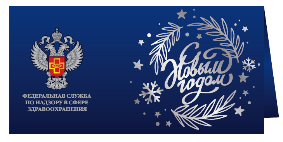 ФЕДЕРАЛЬНАЯ СЛУЖБА
ПО НАДЗОРУ В СФЕРЕ
ЗДРАВООХРАНЕНИЯ
С Новым
годом